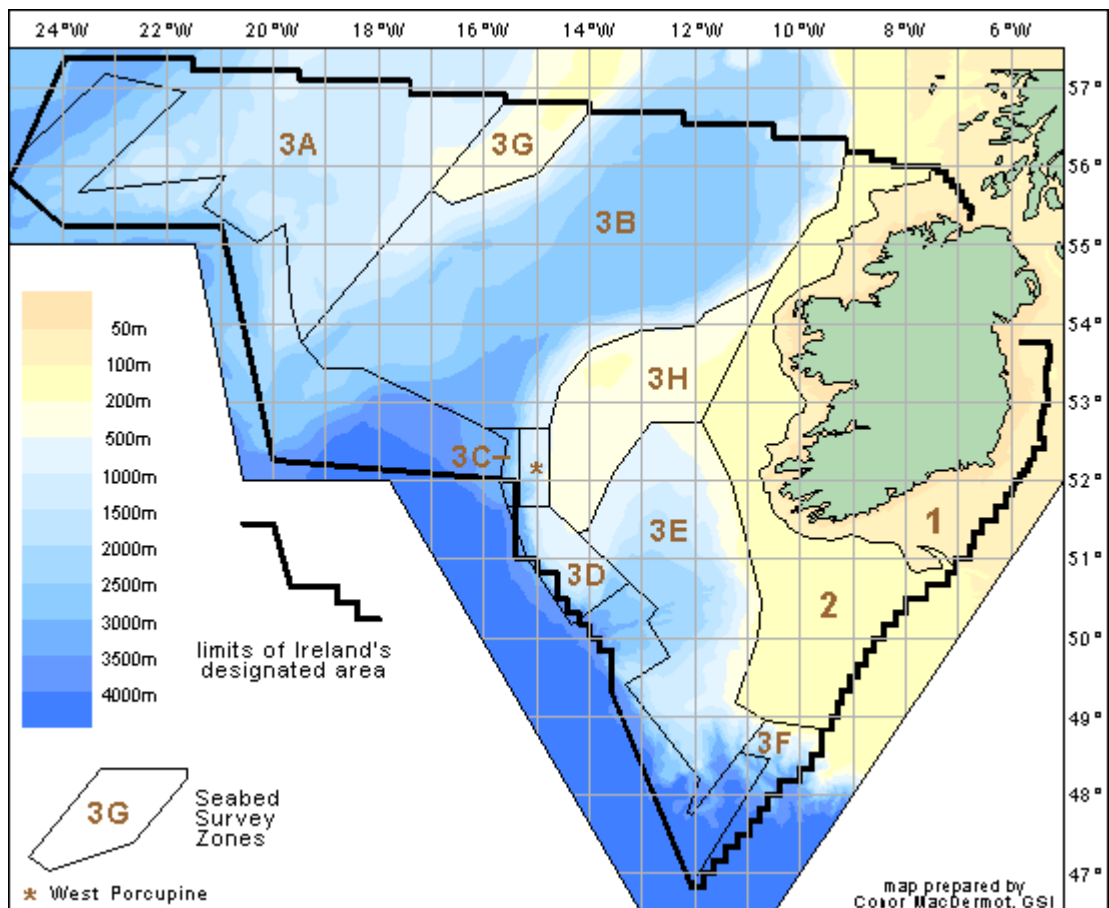 24°W 22°W 20°W 18°W 16°W 14°W 12°W 10°W 8°W 6°W
57°
3A
3G
56°
3B
55°
50m
54°
100m
3H
200m
53°
500m
3C
*
1000m
52°
1500m
3E
1
2000m
51°
3D
2500m
2
3000m
50°
limits of Ireland's
3500m
designated area
4000m
49°
3F
3G
Seabed
Survey
Zones
48°
* West Porcupine
47°
map prepared by
Conor MacDermot, GSI